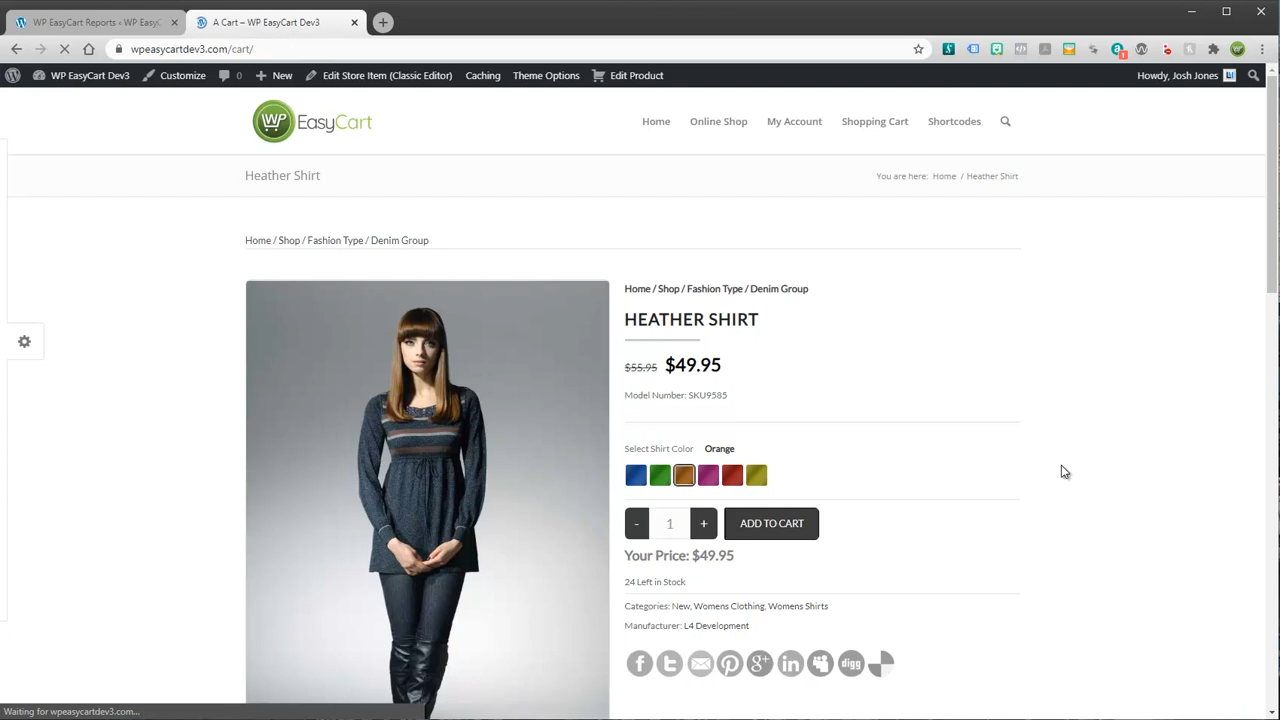 WP EasyCart Reports ‹ WP EasyC
A Cart – WP EasyCart Dev3
wpeasycartdev3.com/cart/
1
WP EasyCart Dev3
Customize
0
New
Edit Store Item (Classic Editor)
Caching
Theme Options
Edit Product
Howdy, Josh Jones
WP EasyCart
Home
Online Shop
My Account
Shopping Cart
Shortcodes
Heather Shirt
You are here: Home / Heather Shirt
Home / Shop / Fashion Type / Denim Group
Home / Shop / Fashion Type / Denim Group
HEATHER SHIRT
$55.95 $49.95
Model Number: SKU9585
Select Shirt Color Orange
- 1 + ADD TO CART
Your Price: $49.95
24 Left in Stock
Categories: New, Womens Clothing, Womens Shirts
Manufacturer: L4 Development
digg
Waiting for wpeasycartdev3.com...